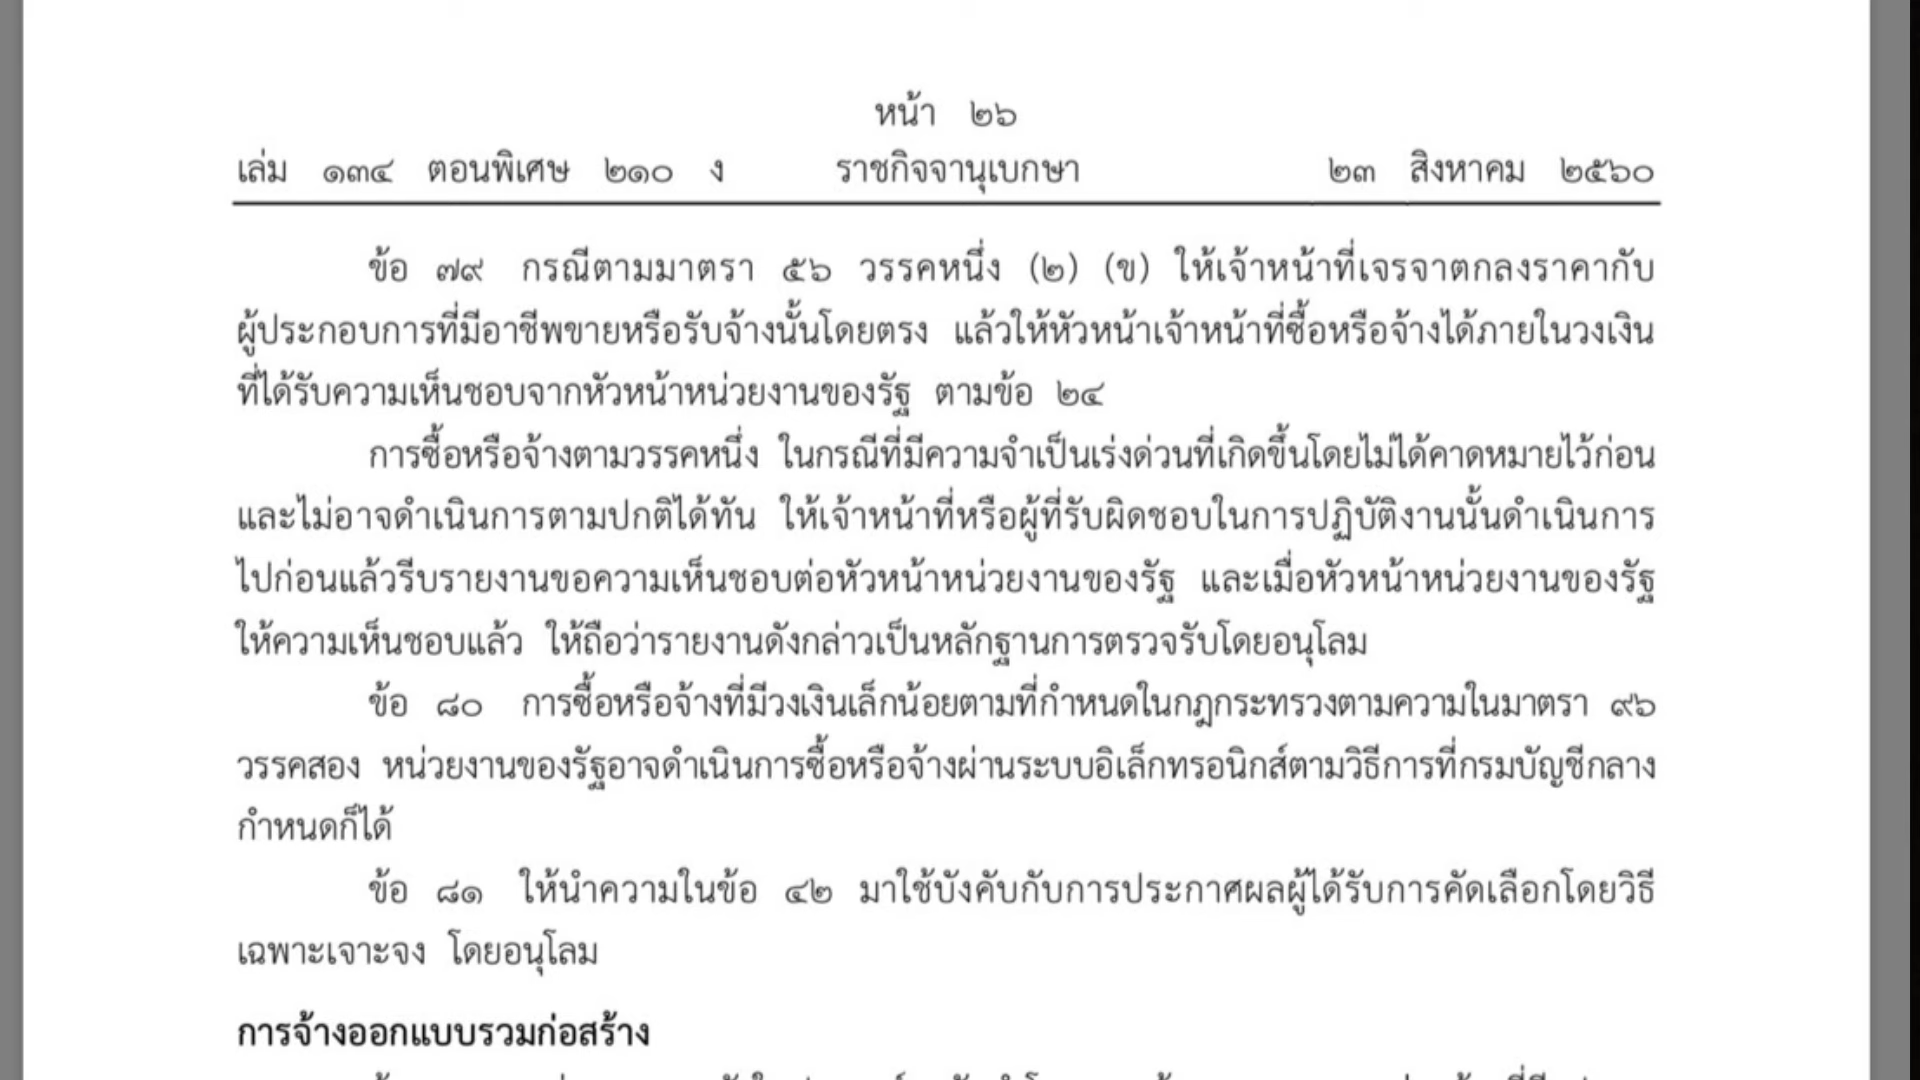 หน้า ๒๖
เล่ม ๑๓๔ ตอนพิเศษ ๒๑๐ ง ราชกิจจานุเบกษา ๒๓ สิงหาคม ๒๕๖๐
ข้อ ๗๙ กรณีตามมาตรา ๕๖ วรรคหนึ่ง (๒) (ข) ให้เจ้าหน้าที่เจรจาตกลงราคากับ
ผู้ประกอบการที่มีอาชีพขายหรือรับจ้างนั้นโดยตรง แล้วให้หัวหน้าเจ้าหน้าที่ซื้อหรือจ้างได้ภายในวงเงิน
ที่ได้รับความเห็นชอบจากหัวหน้าหน่วยงานของรัฐ ตามข้อ ๒๔
การซื้อหรือจ้างตามวรรคหนึ่ง ในกรณีที่มีความจำเป็นเร่งด่วนที่เกิดขึ้นโดยไม่ได้คาดหมายไว้ก่อน
และไม่อาจดำเนินการตามปกติได้ทัน ให้เจ้าหน้าที่หรือผู้ที่รับผิดชอบในการปฏิบัติงานนั้นดำเนินการ
ไปก่อนแล้วรีบรายงานขอความเห็นชอบต่อหัวหน้าหน่วยงานของรัฐ และเมื่อหัวหน้าหน่วยงานของรัฐ
ให้ความเห็นชอบแล้ว ให้ถือว่ารายงานดังกล่าวเป็นหลักฐานการตรวจรับโดยอนุโลม
ข้อ ๘๐ การซื้อหรือจ้างที่มีวงเงินเล็กน้อยตามที่กำหนดในกฎกระทรวงตามความในมาตรา ๙๖
วรรคสอง หน่วยงานของรัฐอาจดำเนินการซื้อหรือจ้างผ่านระบบอิเล็กทรอนิกส์ตามวิธีการที่กรมบัญชีกลาง
กำหนดก็ได้
ข้อ ๘๑ ให้นำความในข้อ ๔๒ มาใช้บังคับกับการประกาศผลผู้ได้รับการคัดเลือกโดยวิธี
เฉพาะเจาะจง โดยอนุโลม
การจ้างออกแบบรวมก่อสร้าง